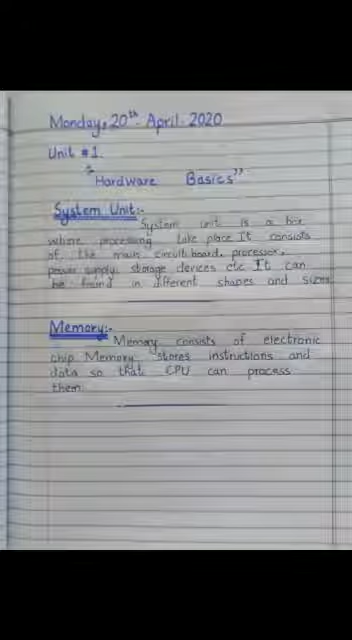 Monday, 20th April. 2020
Unit #1.
"Hardware Basics"
System Unit:-
System unit is a box
where processing take place It consists
of the main circuit board, processor,
power supply, storage devices etc It can
be found in different shapes and sizes
Memory:-
Memory consists of electronic
chip Memory stores instructions and
data so that CPU can process
them.